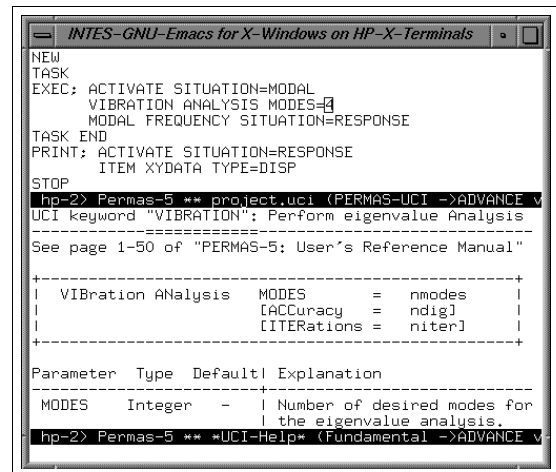 INTES-GNU-Emacs for X-Windows on HP-X-Terminals
NEW
TASK
EXEC; ACTIVATE SITUATION=MODAL
VIBRATION ANALYSIS MODES=4
MODAL FREQUENCY SITUATION=RESPONSE
TASK END
PRINT; ACTIVATE SITUATION=RESPONSE
ITEM XYDATA TYPE=DISP
STOP
hp-2> Permas-5 ** project.uci (PERMAS-UCI ->ADVANCE v
UCI keyword "VIBRATION": Perform eigenvalue Analysis
-----------============-----------------------------
See page 1-50 of "PERMAS-5: User's Reference Manual"
+--------------------------------------------------+
| VIBration ANalysis MODES = nmodes |
| [ACCuracy = ndig] |
| [ITERations = niter] |
+--------------------------------------------------+
Parameter Type Default| Explanation
----------------------+-----------------------------
MODES Integer - | Number of desired modes for
| the eigenvalue analysis.
hp-2> Permas-5 ** *UCI-Help* (Fundamental ->ADVANCE v